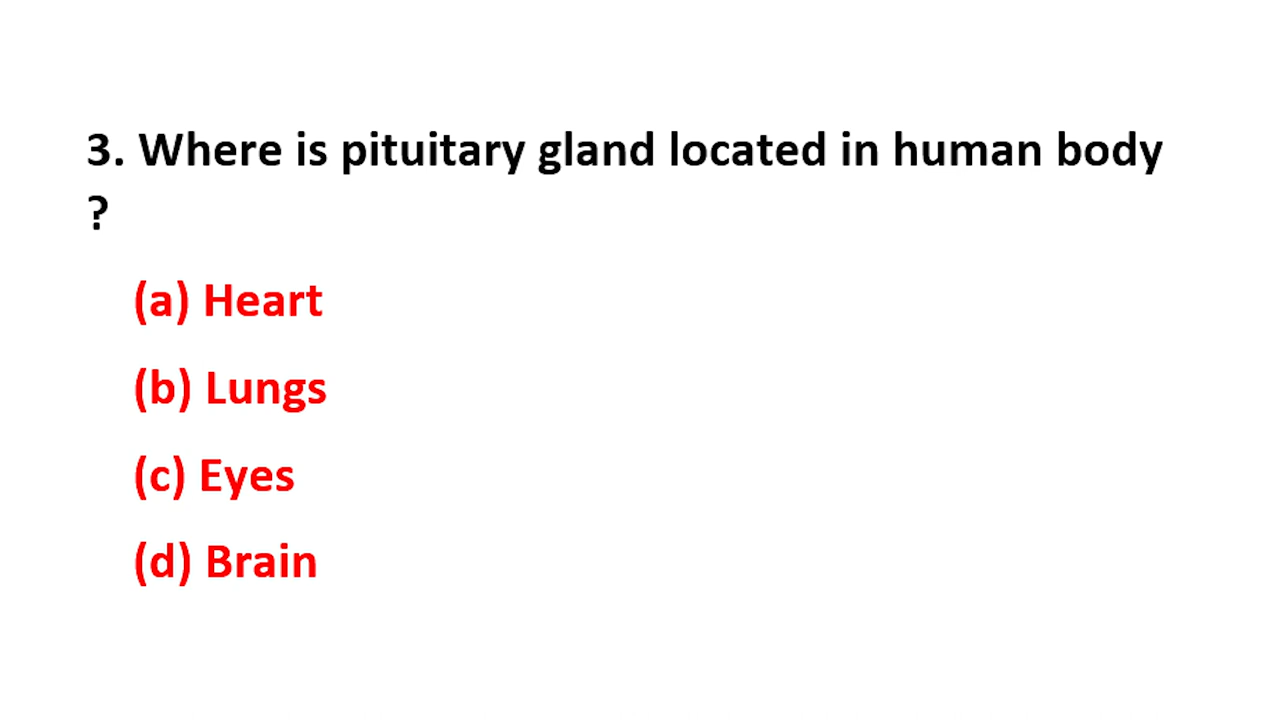 3. Where is pituitary gland located in human body
?
(a) Heart
(b) Lungs
(c) Eyes
(d) Brain